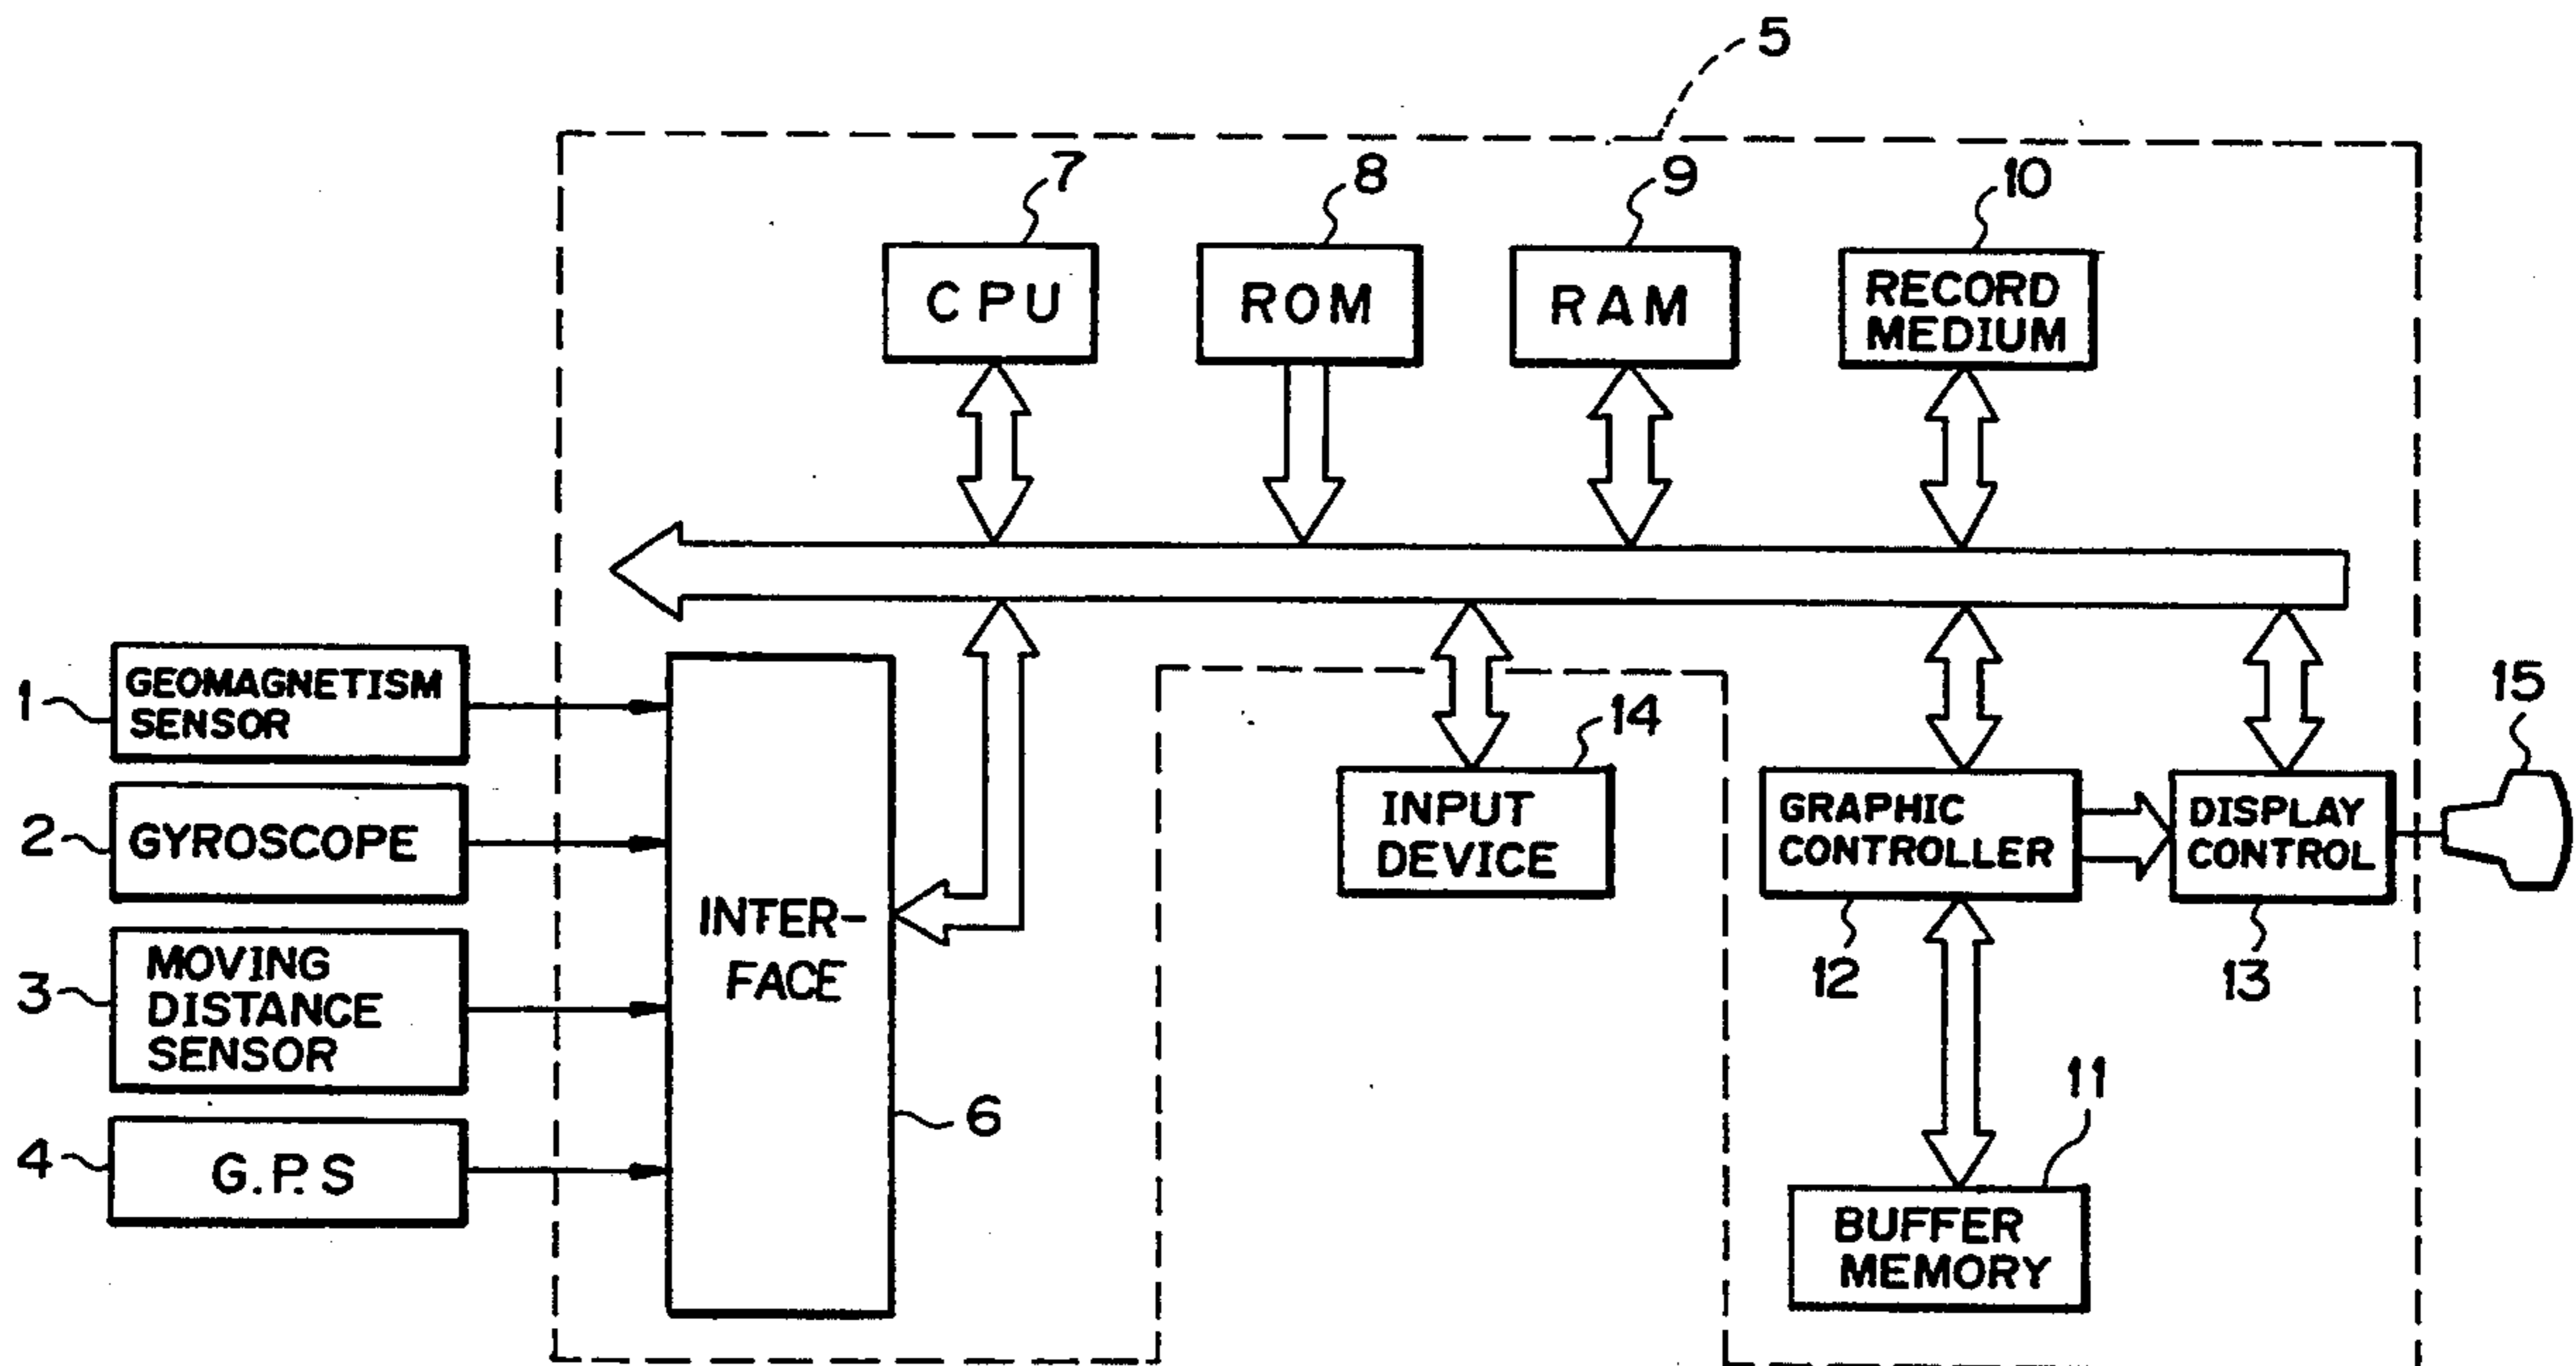 5
7
8
9
10
CPU
ROM
RAM
RECORD
MEDIUM
1
GEOMAGNETISM
SENSOR
2
GYROSCOPE
3
MOVING
DISTANCE
SENSOR
4
G.P.S
INTER-
FACE
6
14
INPUT
DEVICE
GRAPHIC
CONTROLLER
12
DISPLAY
CONTROL
13
15
11
BUFFER
MEMORY